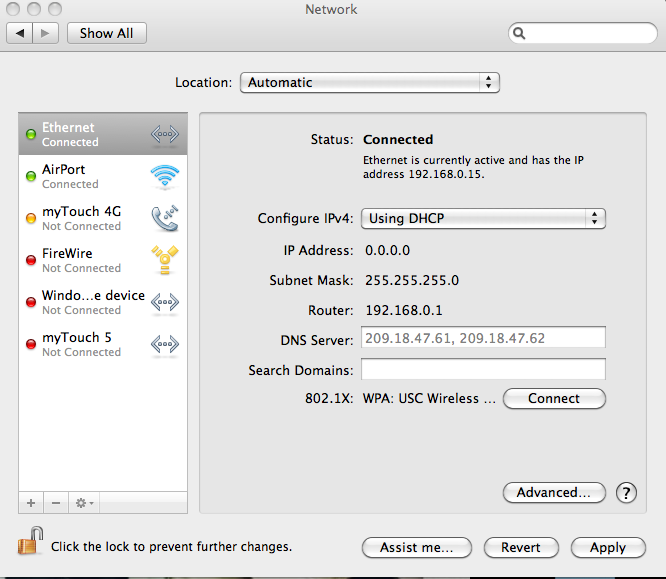 Network
Show All
Location: Automatic
Ethernet
Connected
AirPort
Connected
myTouch 4G
Not Connected
FireWire
Not Connected
Windo...e device
Not Connected
myTouch 5
Not Connected
Status: Connected
Ethernet is currently active and has the IP
address 192.168.0.15.
Configure IPv4: Using DHCP
IP Address: 0.0.0.0
Subnet Mask: 255.255.255.0
Router: 192.168.0.1
DNS Server: 209.18.47.61, 209.18.47.62
Search Domains:
802.1X: WPA: USC Wireless ... Connect
Advanced... ?
Click the lock to prevent further changes.
Assist me... Revert Apply